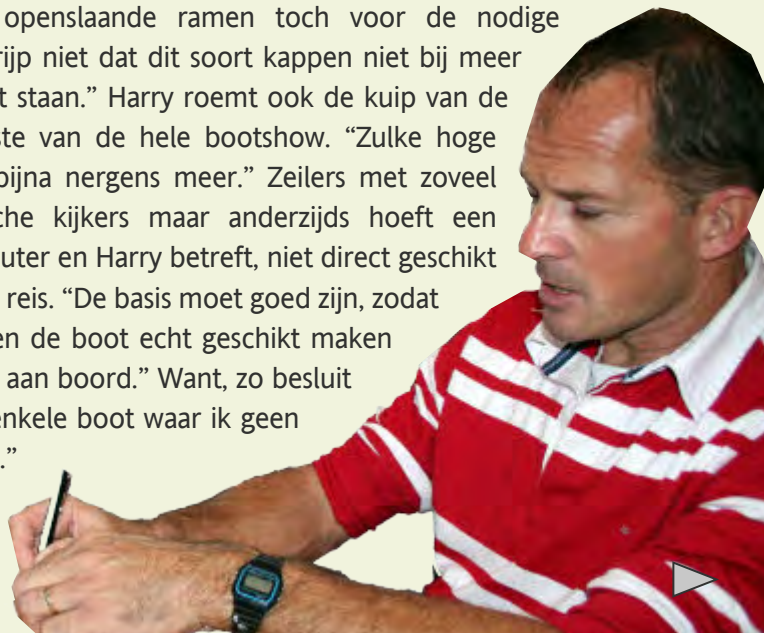 openslaande ramen toch voor de nodige
rijp niet dat dit soort kappen niet bij meer
t staan.” Harry roemt ook de kuip van de
ste van de hele bootshow. “Zulke hoge
bijna nergens meer.” Zeilers met zoveel
che kijkers maar anderzijds hoeft een
uter en Harry betreft, niet direct geschikt
reis. “De basis moet goed zijn, zodat
en de boot echt geschikt maken
aan boord.” Want, zo besluit
enkele boot waar ik geen
.”